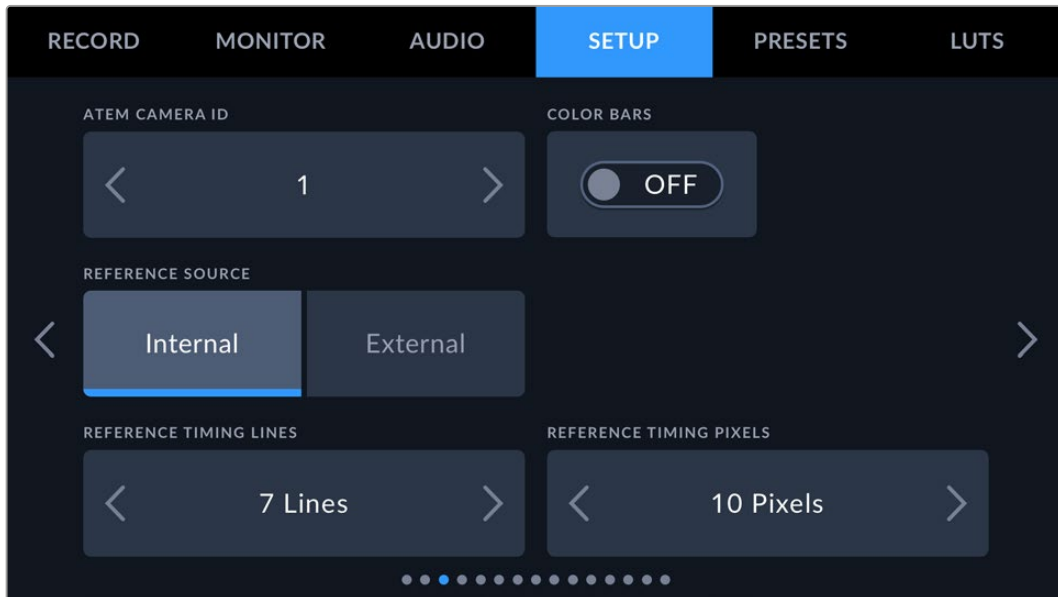 RECORD MONITOR AUDIO SETUP PRESETS LUTS
ATEM CAMERA ID COLOR BARS
1 OFF
REFERENCE SOURCE
Internal External
REFERENCE TIMING LINES REFERENCE TIMING PIXELS
7 Lines 10 Pixels